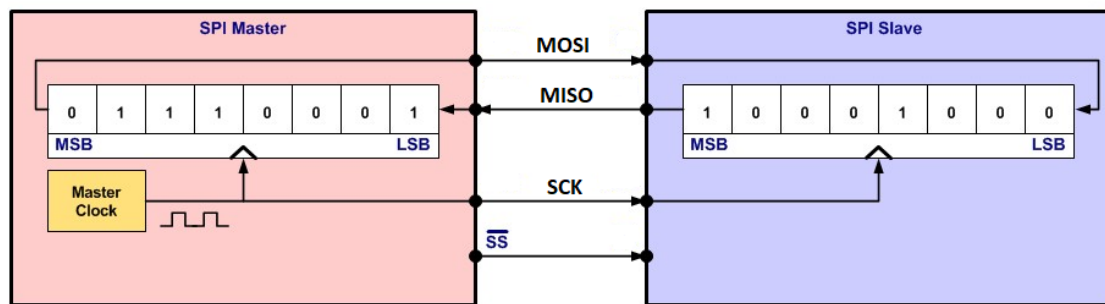 SPI Master
SPI Slave
MOSI
MISO
0 1 1 1 0 0 0 1
1 0 0 0 1 0 0 0
MSB LSB
MSB LSB
Master
Clock
SCK
SS